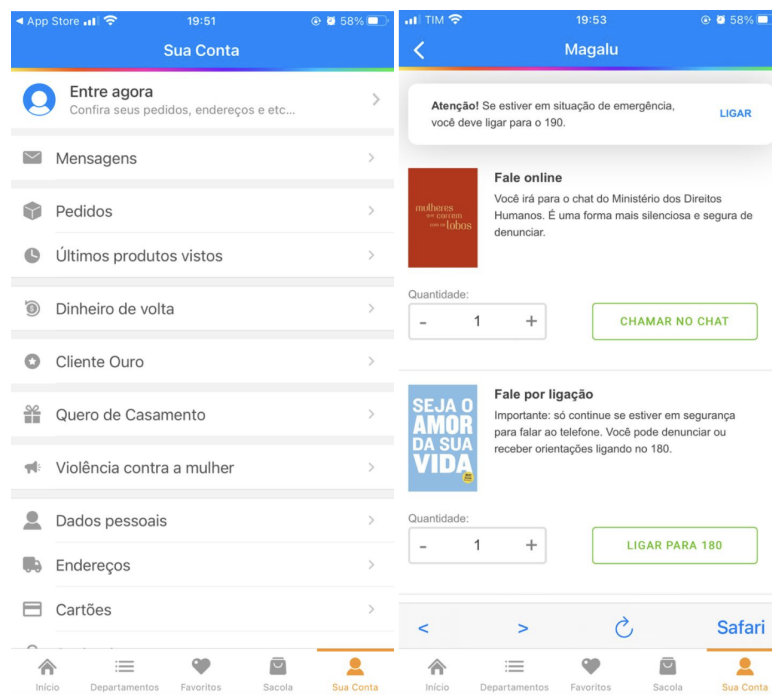 App Store 19:51 58%
Sua Conta
Entre agora
Confira seus pedidos, endereços e etc...
Mensagens
Pedidos
Últimos produtos vistos
Dinheiro de volta
Cliente Ouro
Quero de Casamento
Violência contra a mulher
Dados pessoais
Endereços
Cartões
Início Departamentos Favoritos Sacola Sua Conta
TIM 19:53 58%
Magalu
Atenção! Se estiver em situação de emergência,
você deve ligar para o 190.
LIGAR
mulheres
que correm
com os lobos
Fale online
Você irá para o chat do Ministério dos Direitos
Humanos. É uma forma mais silenciosa e segura de
denunciar.
Quantidade:
- 1 +
CHAMAR NO CHAT
SEJA O
AMOR
DA SUA
VIDA
Fale por ligação
Importante: só continue se estiver em segurança
para falar ao telefone. Você pode denunciar ou
receber orientações ligando no 180.
Quantidade:
- 1 +
LIGAR PARA 180
< > Safari
Início Departamentos Favoritos Sacola Sua Conta